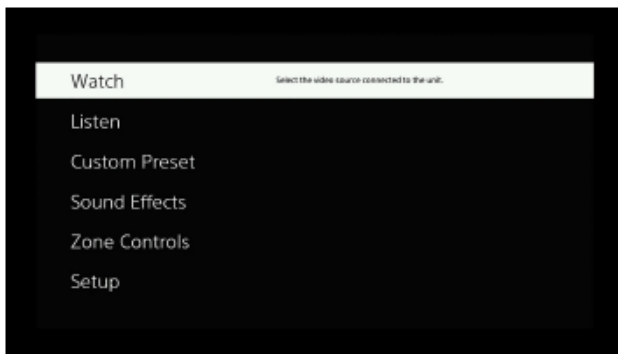 Watch Select the video source connected to the unit.
Listen
Custom Preset
Sound Effects
Zone Controls
Setup